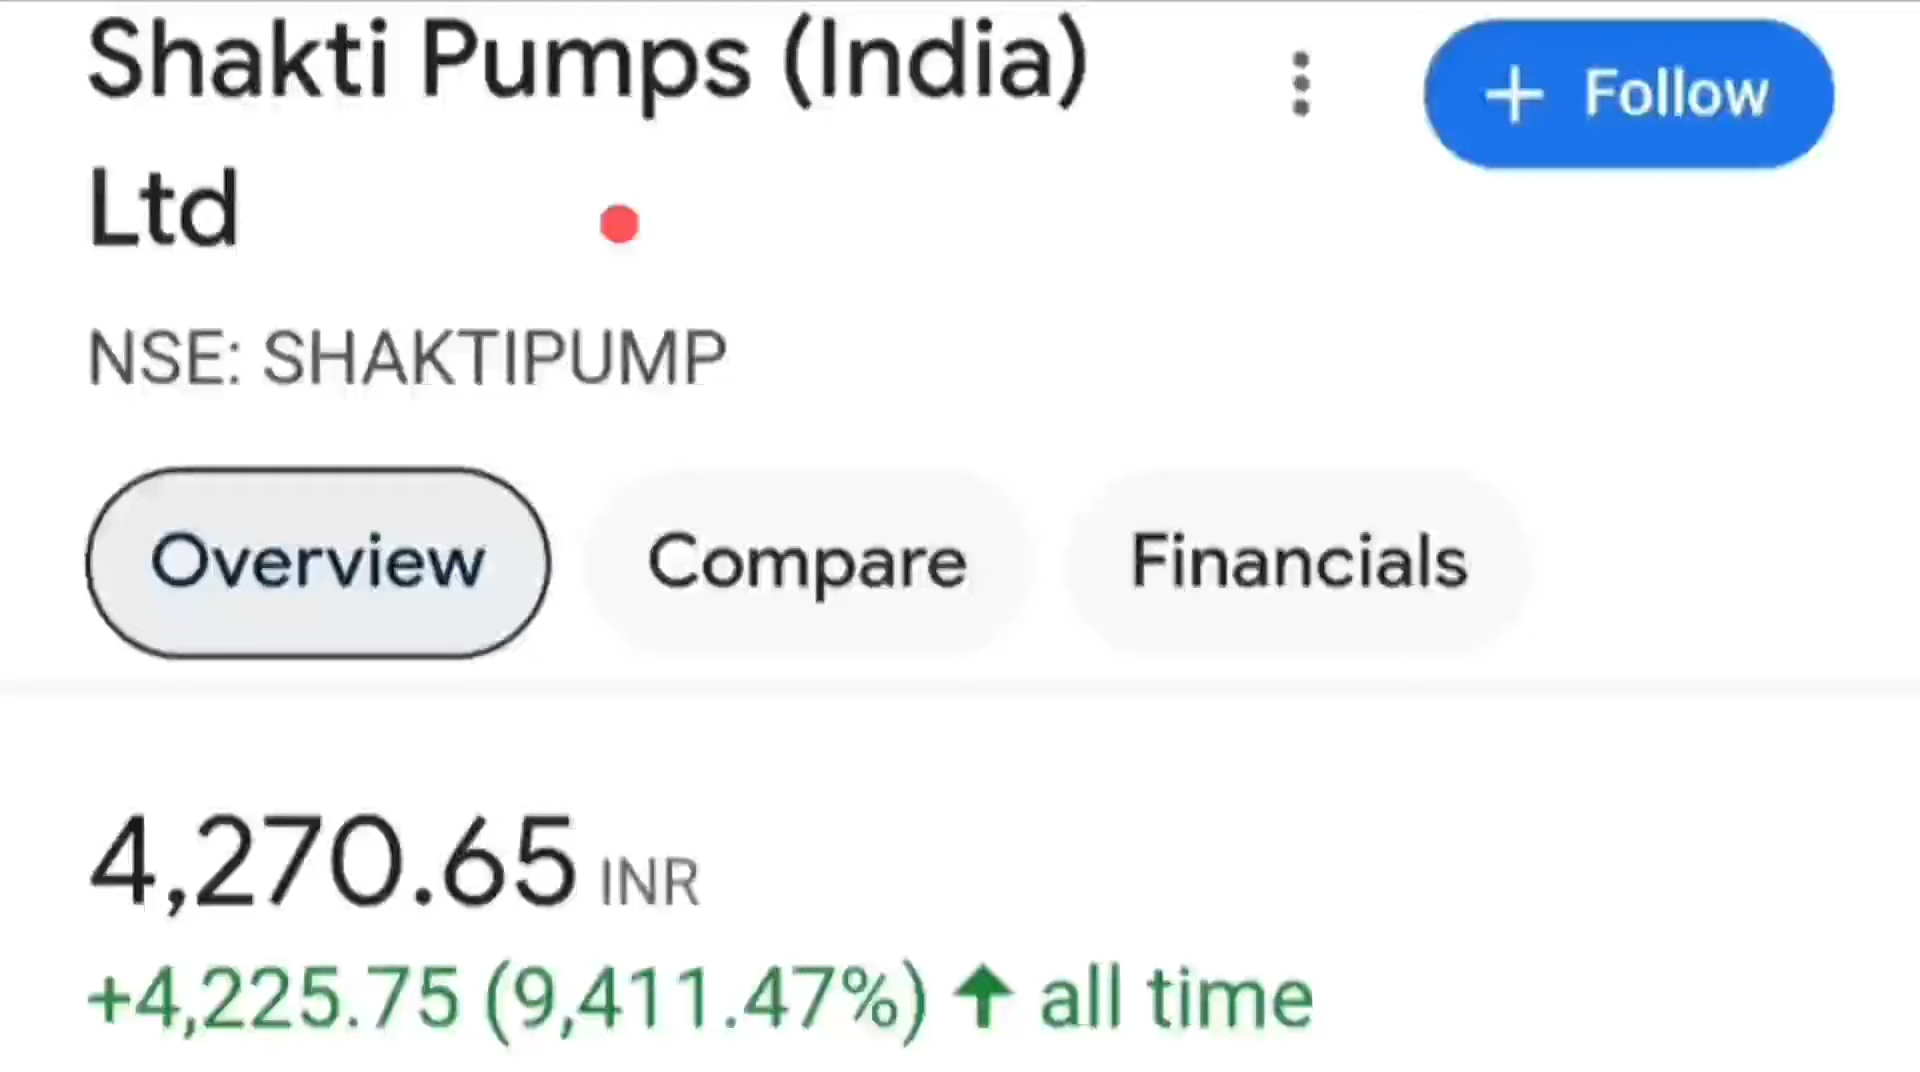 Shakti Pumps (India)
Ltd
+ Follow
NSE: SHAKTIPUMP
Overview Compare Financials
4,270.65 INR
+4,225.75 (9,411.47%) ↑ all time